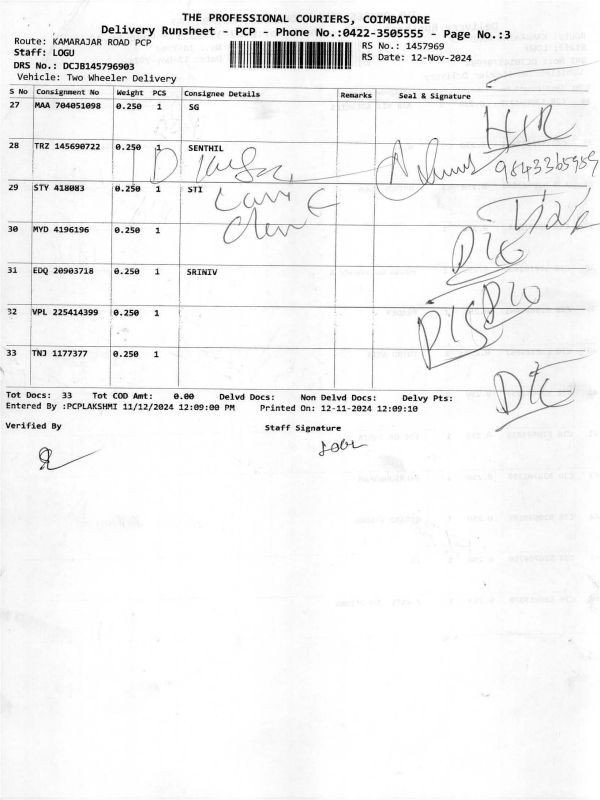 THE PROFESSIONAL COURIERS, COIMBATORE
Delivery Runsheet - PCP - Phone No.:0422-3505555 - Page No.:3
Route: KAMARAJAR ROAD PCP RS No.: 1457969
Staff: LOGU RS Date: 12-Nov-2024
DRS No.: DCJB145796903
Vehicle: Two Wheeler Delivery
S No Consignment No Weight PCS Consignee Details Remarks Seal & Signature
27 MAA 704051098 0.250 1 SG
28 TRZ 145690722 0.250 1 SENTHIL
9843365959
29 STY 418083 0.250 1 STI
30 MYD 4196196 0.250 1
31 EDQ 20903718 0.250 1 SRINIV
32 VPL 225414399 0.250 1
33 TNJ 1177377 0.250 1
Tot Docs: 33 Tot COD Amt: 0.00 Delvd Docs: Non Delvd Docs: Delvy Pts:
Entered By :PCPLAKSHMI 11/12/2024 12:09:00 PM Printed On: 12-11-2024 12:09:10
Verified By Staff Signature